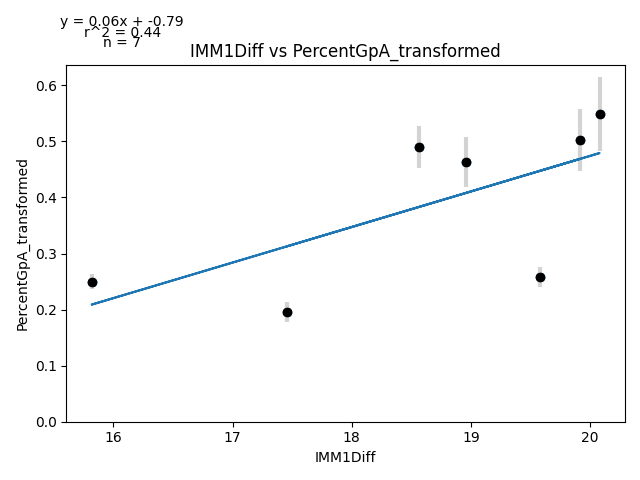 y = 0.06x + -0.79
r^2 = 0.44
n = 7
IMM1Diff vs PercentGpA_transformed
PercentGpA_transformed
0.6
0.5
0.4
0.3
0.2
0.1
0.0
16 17 18 19 20
IMM1Diff